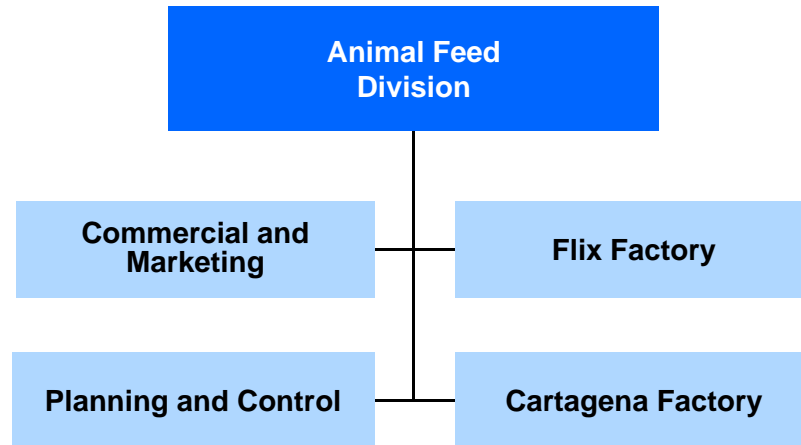 Animal Feed
Division
Commercial and
Marketing
Flix Factory
Planning and Control
Cartagena Factory